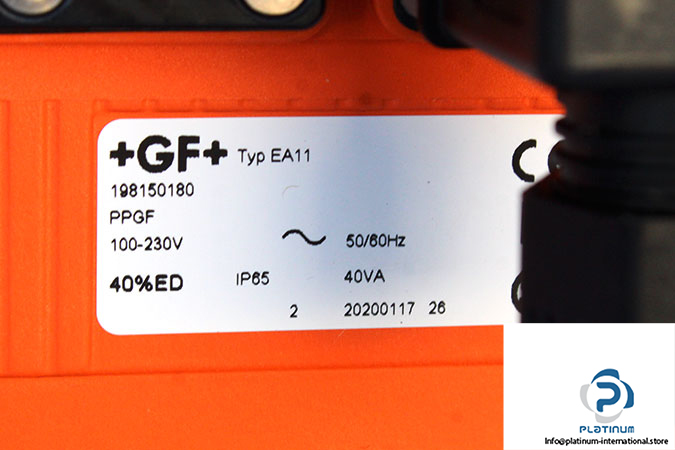 +GF+ Typ EA11
198150180
PPGF
100-230V 50/60Hz
40%ED IP65 40VA
2 20200117 26
PLATINUM
Info@platinum-international.store